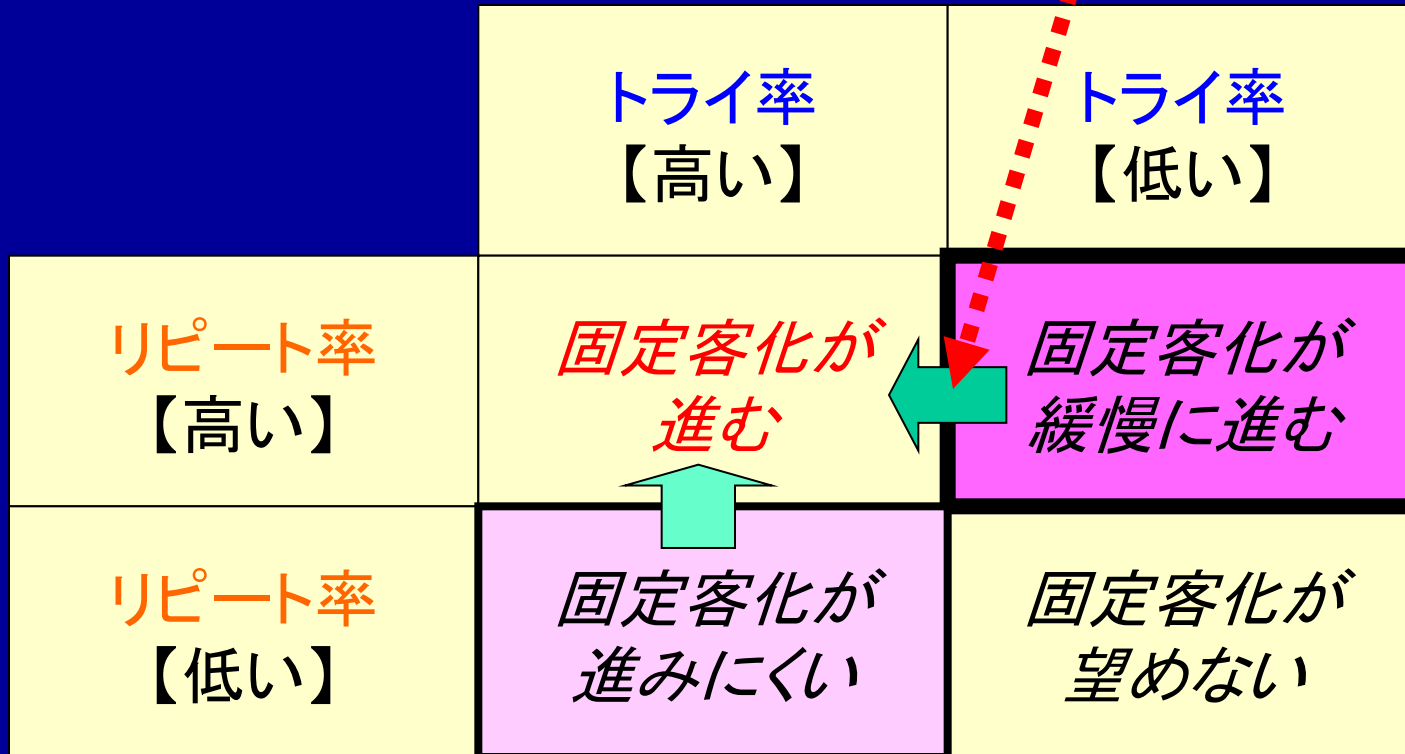 トライ率
【高い】
トライ率
【低い】
リピート率
【高い】
固定客化が
進む
固定客化が
緩慢に進む
リピート率
【低い】
固定客化が
進みにくい
固定客化が
望めない